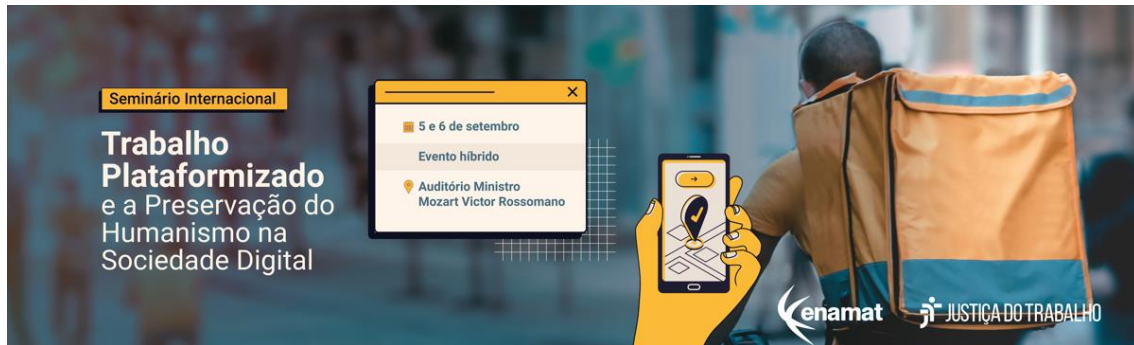 Seminário Internacional
Trabalho
Plataformizado
e a Preservação do
Humanismo na
Sociedade Digital
5 e 6 de setembro
Evento híbrido
Auditório Ministro
Mozart Victor Rossomano
enamat
JUSTIÇA DO TRABALHO